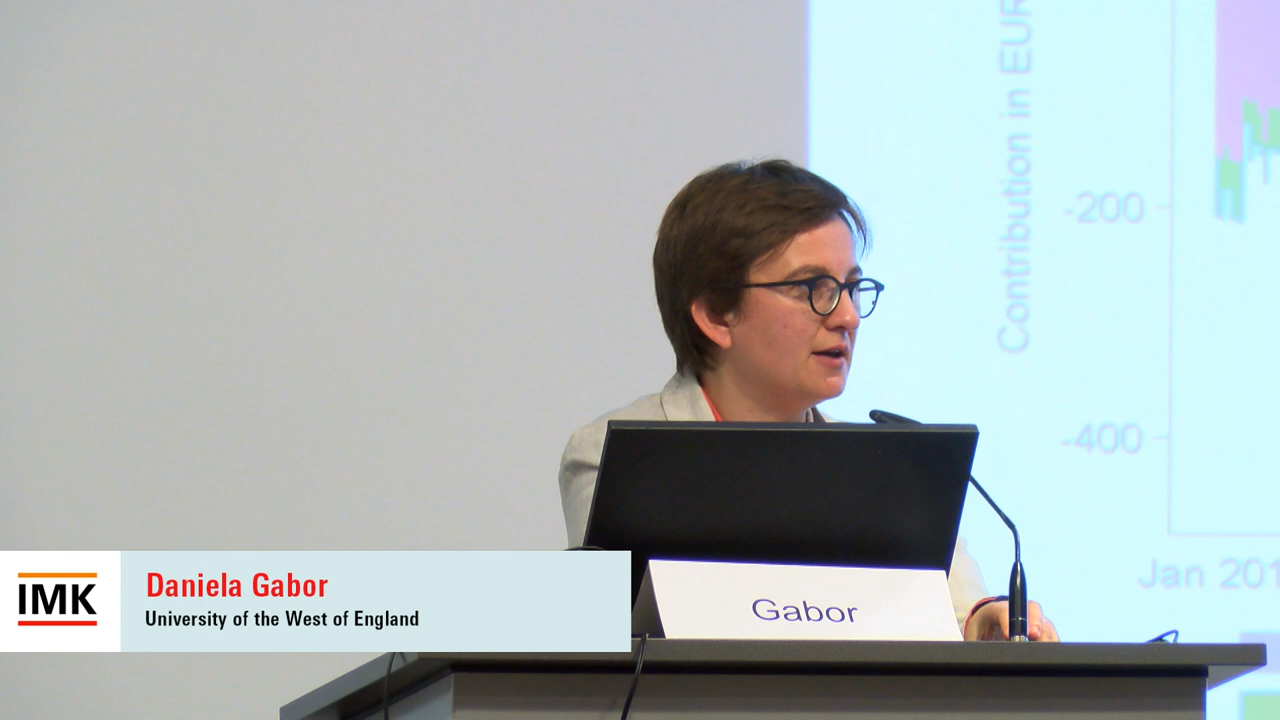 Contribution in EUR
-200
-400
Jan 201
IMK
Daniela Gabor
University of the West of England
Gabor